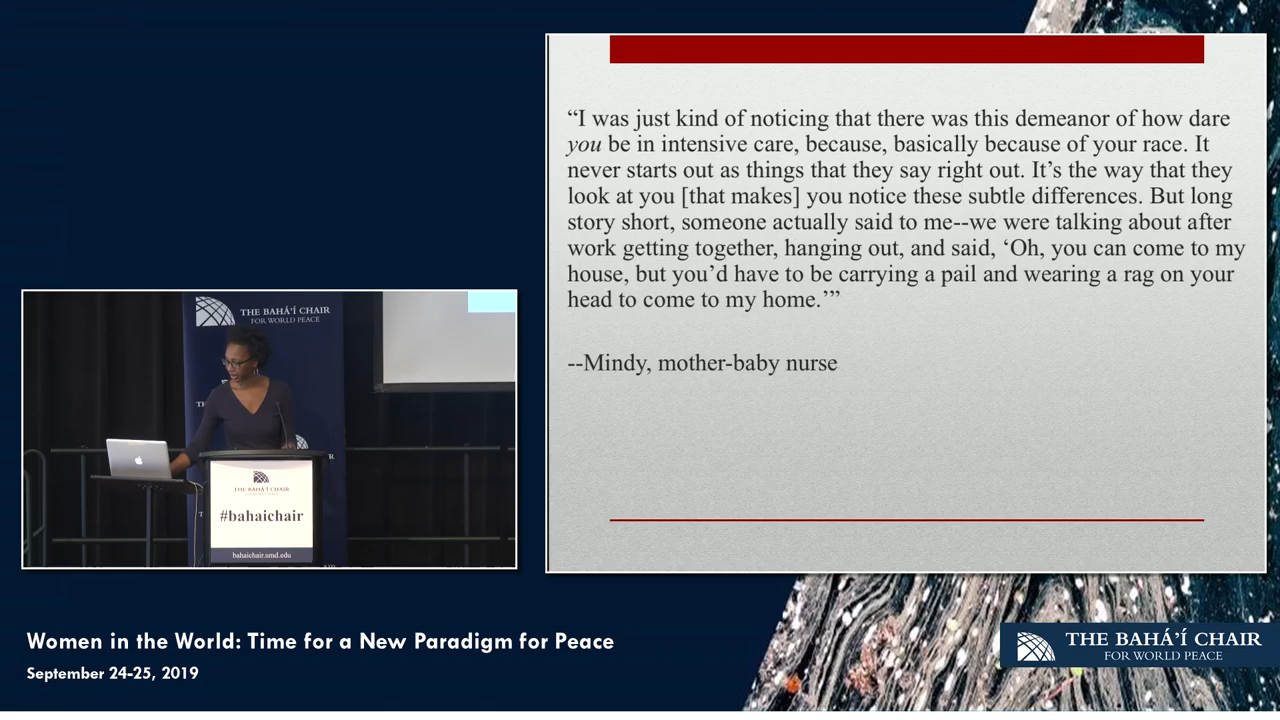 “I was just kind of noticing that there was this demeanor of how dare
you be in intensive care, because, basically because of your race. It
never starts out as things that they say right out. It’s the way that they
look at you [that makes] you notice these subtle differences. But long
story short, someone actually said to me--we were talking about after
work getting together, hanging out, and said, ‘Oh, you can come to my
house, but you’d have to be carrying a pail and wearing a rag on your
head to come to my home.’”
--Mindy, mother-baby nurse
THE BAHÁ’Í CHAIR
FOR WORLD PEACE
THE BAHÁ’Í CHAIR
#bahaichair
bahaichair.umd.edu
Women in the World: Time for a New Paradigm for Peace
September 24-25, 2019
THE BAHÁ’Í CHAIR
FOR WORLD PEACE